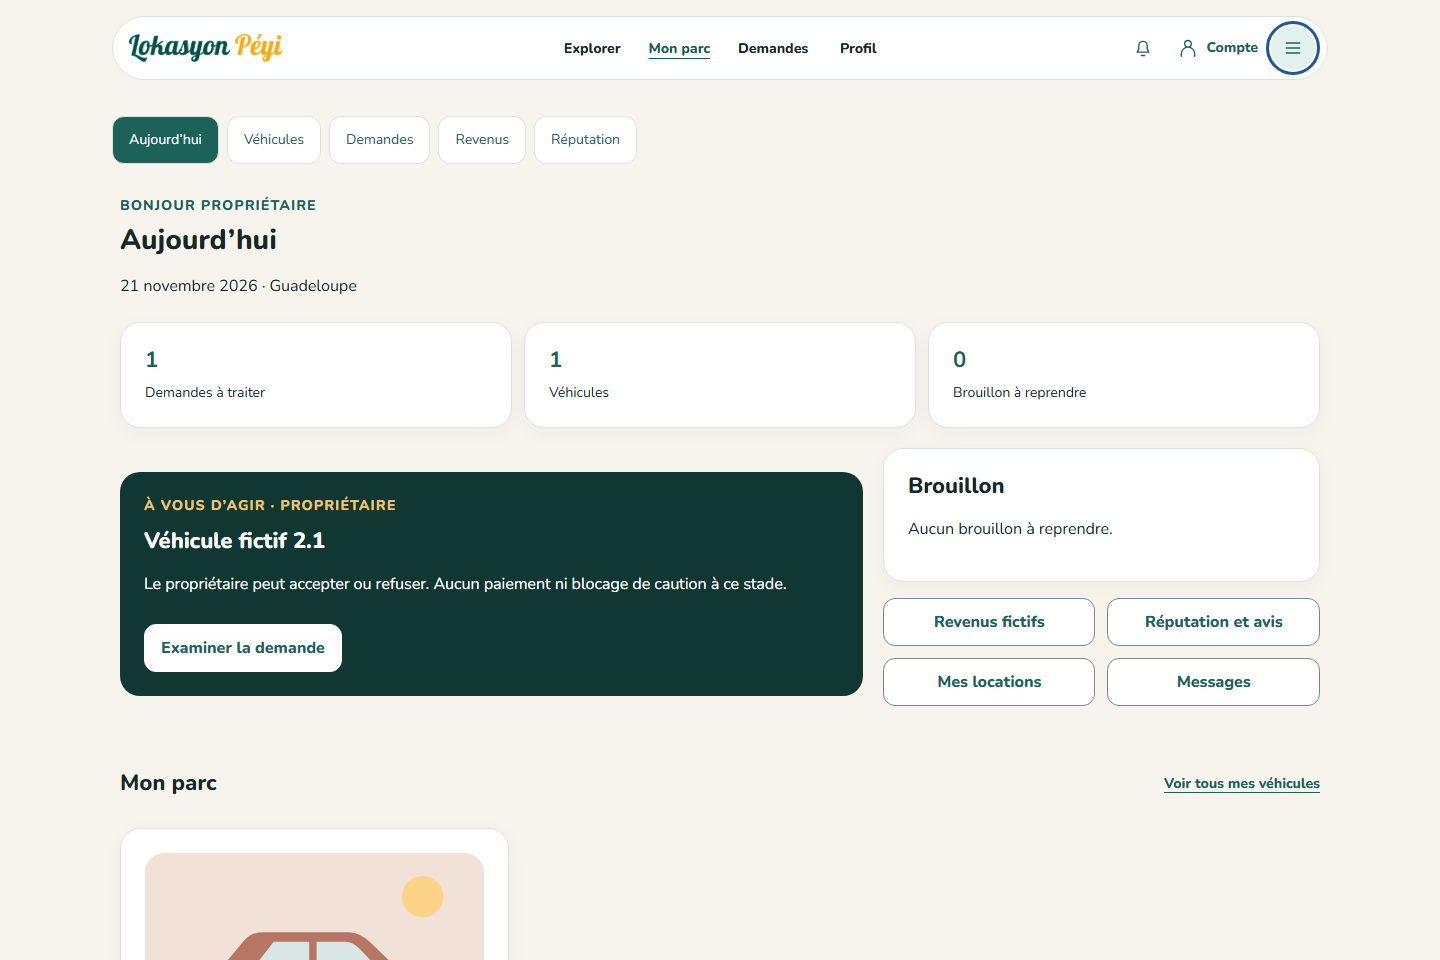 Lokasyon Péyi
Explorer
Mon parc
Demandes
Profil
Compte
Aujourd’hui
Véhicules
Demandes
Revenus
Réputation
BONJOUR PROPRIÉTAIRE
Aujourd’hui
21 novembre 2026 · Guadeloupe
1
Demandes à traiter
1
Véhicules
0
Brouillon à reprendre
À VOUS D’AGIR · PROPRIÉTAIRE
Véhicule fictif 2.1
Le propriétaire peut accepter ou refuser. Aucun paiement ni blocage de caution à ce stade.
Examiner la demande
Brouillon
Aucun brouillon à reprendre.
Revenus fictifs
Réputation et avis
Mes locations
Messages
Mon parc
Voir tous mes véhicules